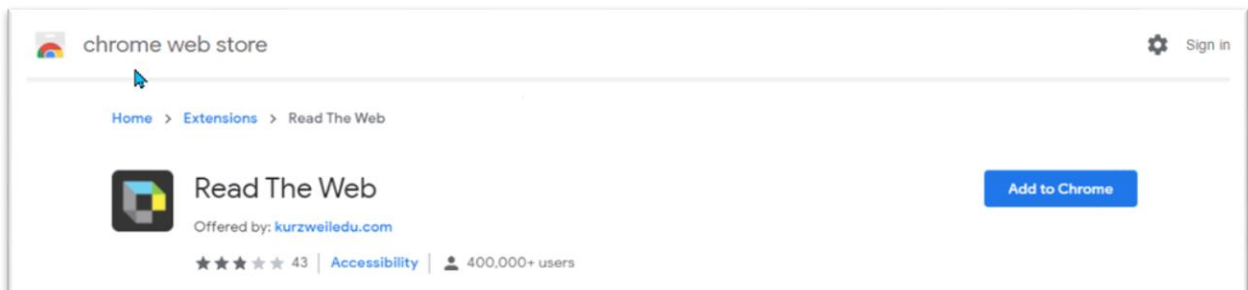 chrome web store
Sign in
Home > Extensions > Read The Web
Read The Web
Add to Chrome
Offered by: kurzweiledu.com
43 | Accessibility | 400,000+ users